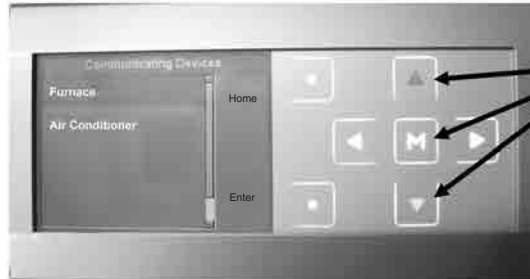 Communicating Devices
Furnace
Home
Air Conditioner
Enter
M